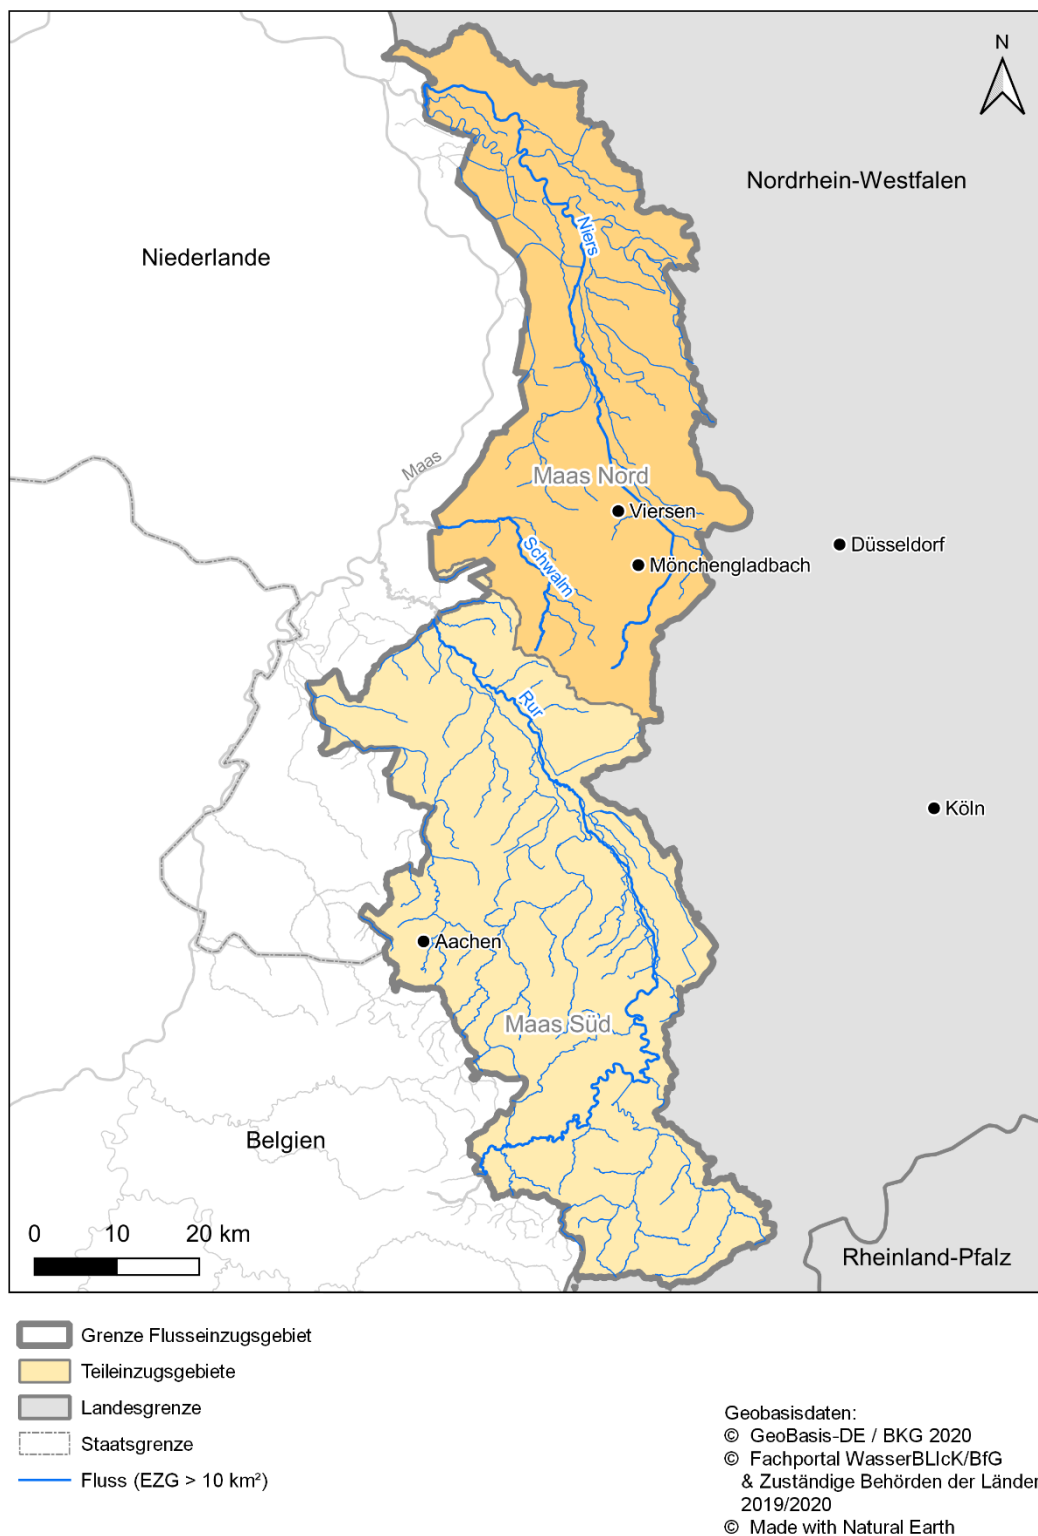 N
Nordrhein-Westfalen
Niers
Niederlande
Maas
Maas Nord
Viersen
Düsseldorf
Schwalm
Mönchengladbach
Rur
Köln
Aachen
Maas Süd
Belgien
0 10 20 km
Rheinland-Pfalz
Grenze Flusseinzugsgebiet
Teileinzugsgebiete
Landesgrenze
Staatsgrenze
Fluss (EZG > 10 km²)
Geobasisdaten:
© GeoBasis-DE / BKG 2020
© Fachportal WasserBLIcK/BfG
& Zuständige Behörden der Länder
2019/2020
© Made with Natural Earth